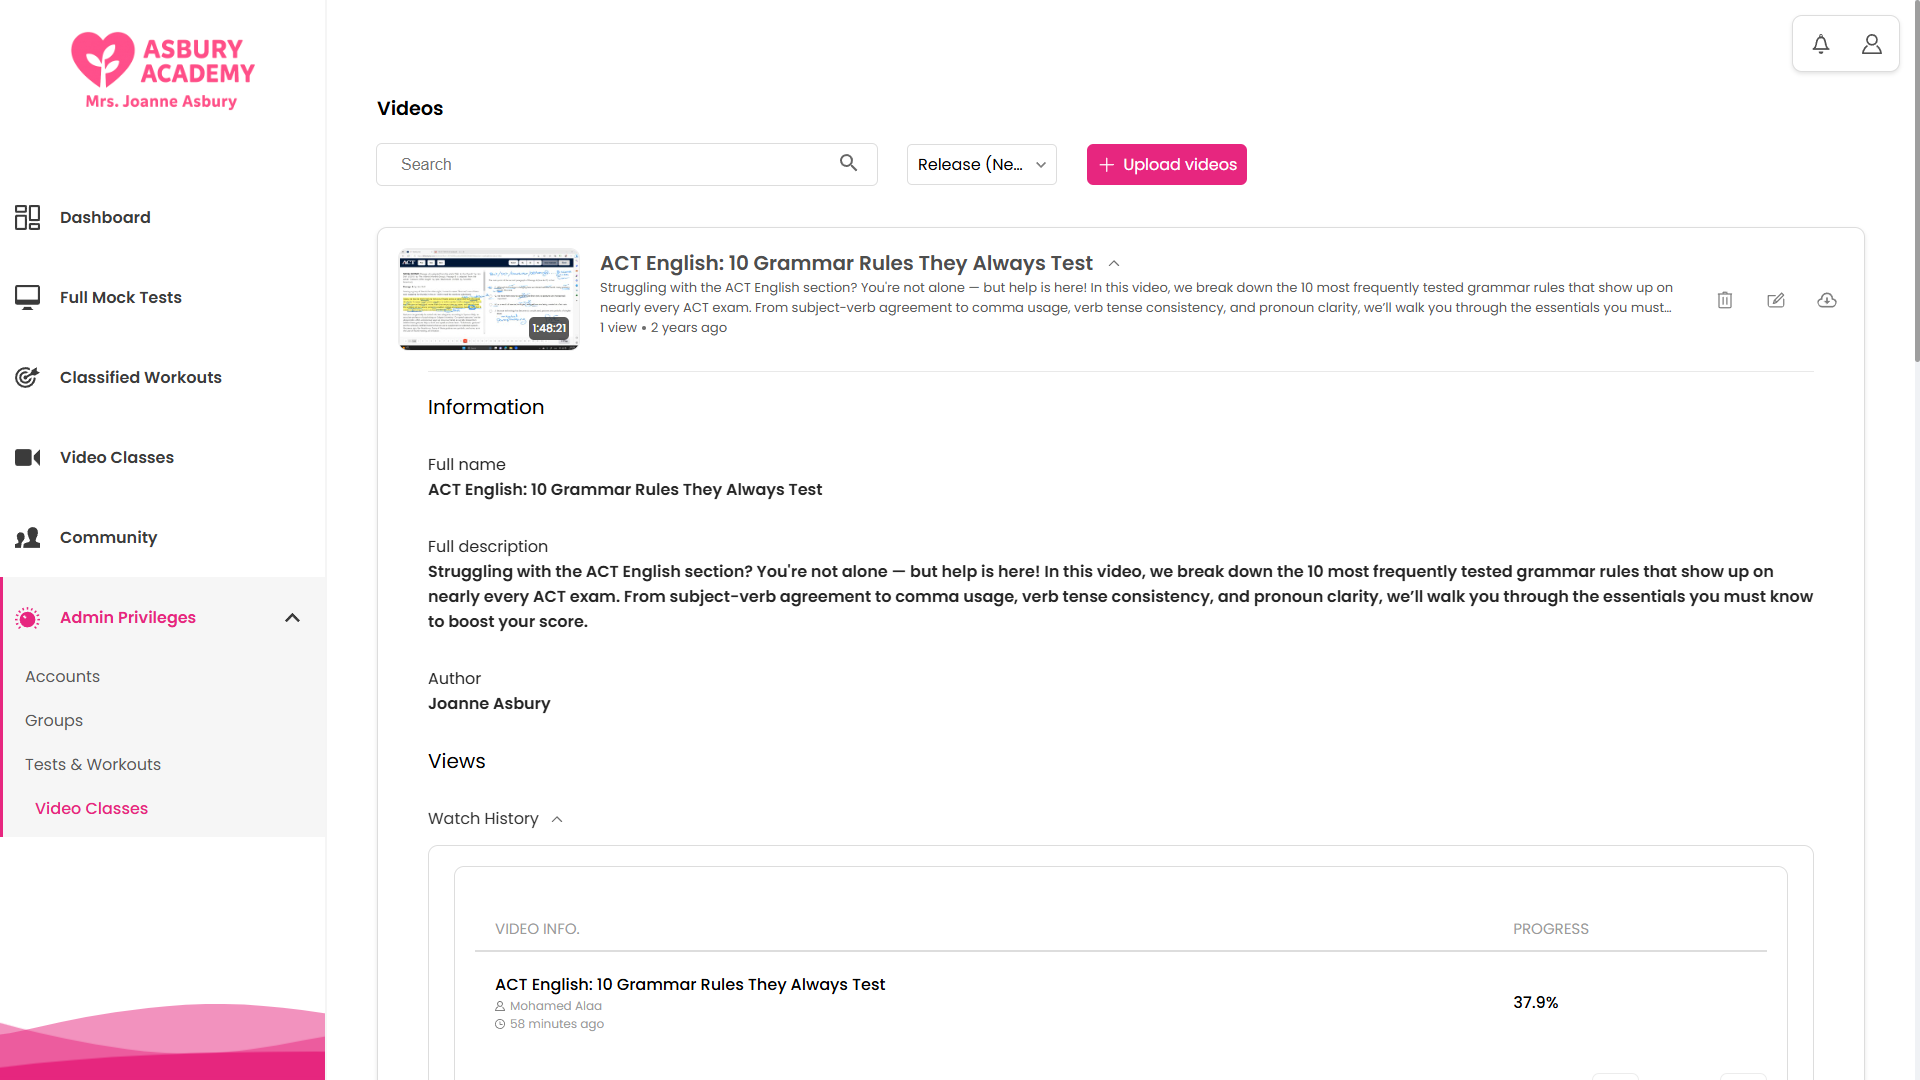 ASBURY
ACADEMY
Mrs. Joanne Asbury
Dashboard
Full Mock Tests
Classified Workouts
Video Classes
Community
Admin Privileges
Accounts
Groups
Tests & Workouts
Video Classes
Videos
Search
Release (Ne...
Upload videos
1:48:21
ACT English: 10 Grammar Rules They Always Test
Struggling with the ACT English section? You're not alone — but help is here! In this video, we break down the 10 most frequently tested grammar rules that show up on
nearly every ACT exam. From subject-verb agreement to comma usage, verb tense consistency, and pronoun clarity, we’ll walk you through the essentials you must...
1 view • 2 years ago
Information
Full name
ACT English: 10 Grammar Rules They Always Test
Full description
Struggling with the ACT English section? You're not alone — but help is here! In this video, we break down the 10 most frequently tested grammar rules that show up on
nearly every ACT exam. From subject-verb agreement to comma usage, verb tense consistency, and pronoun clarity, we’ll walk you through the essentials you must know
to boost your score.
Author
Joanne Asbury
Views
Watch History
VIDEO INFO.
PROGRESS
ACT English: 10 Grammar Rules They Always Test
Mohamed Alaa
58 minutes ago
37.9%